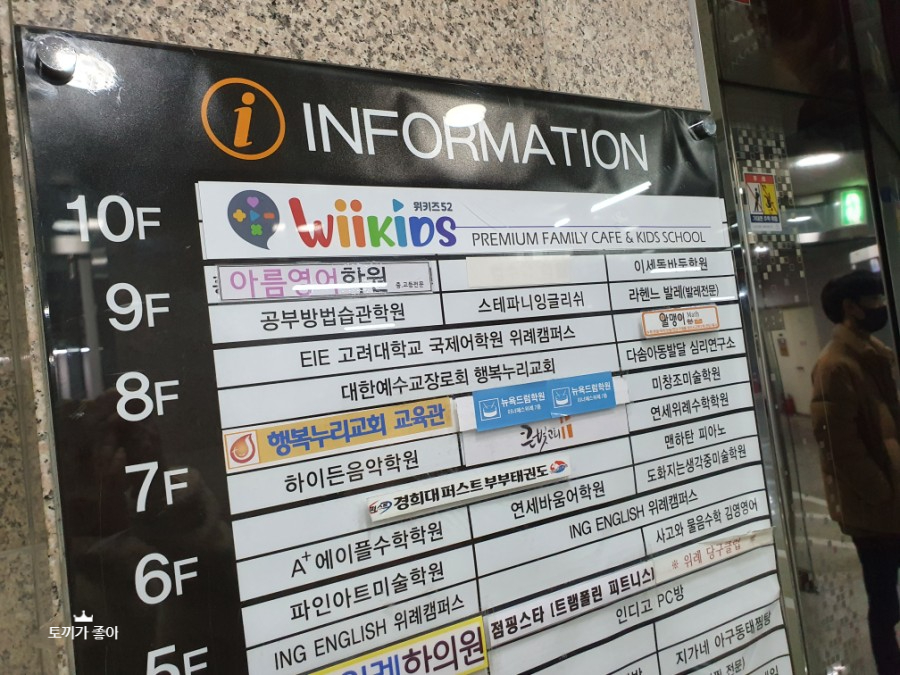 i INFORMATION
10F
위키즈 52
wiikids
PREMIUM FAMILY CAFE & KIDS SCHOOL
9F
아름영어학원
중.고등전문
이세돌바둑학원
공부방법습관학원
스테파니잉글리쉬
라헨느 발레(발레전문)
EIE 고려대학교 국제어학원 위례캠퍼스
알맹이 Math
8F
대한예수교장로회 행복누리교회
다솜아동발달 심리연구소
행복누리교회 교육관
뉴욕드림학원
뉴욕드림학원
미창조미술학원
연세위례수학학원
7F
하이든음악학원
맨하탄 피아노
경희대퍼스트부부태권도
연세바움어학원
도화지는생각중미술학원
6F
A+에이플수학학원
ING ENGLISH 위례캠퍼스
파인아트미술학원
사고와 물음수학 김영영어
ING ENGLISH 위례캠퍼스
점핑스타 (트램폴린 피트니스)
※ 위례 당구클럽
5F
한의원
인디고 PC방
지가네 아구동태찜탕
토끼가 좋아